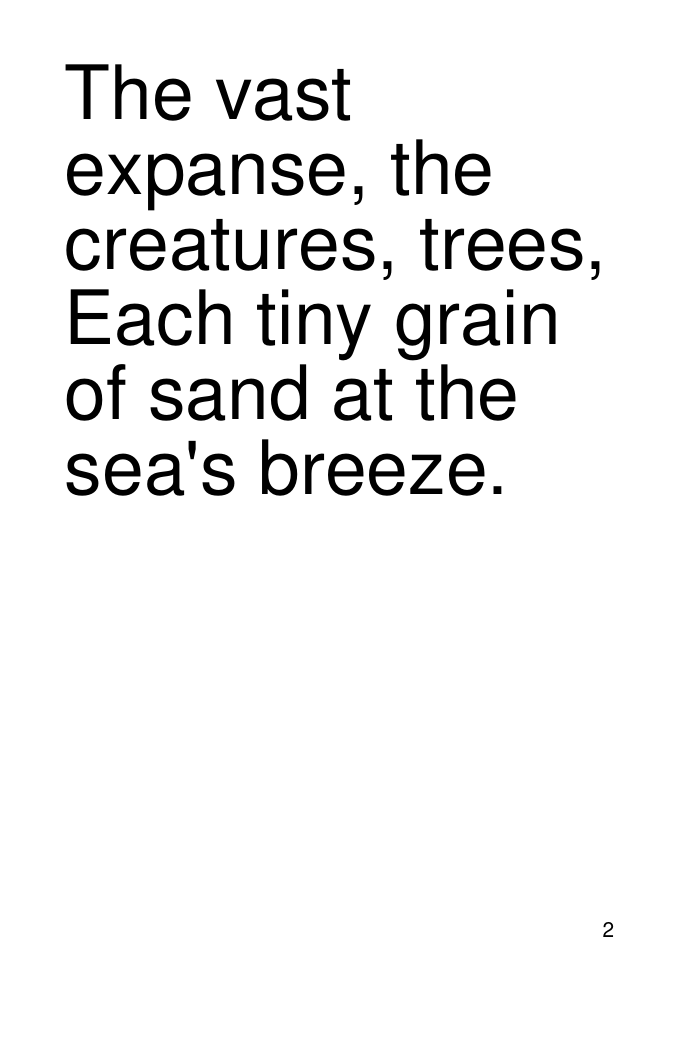 The vast
expanse, the
creatures, trees,
Each tiny grain
of sand at the
sea's breeze.
2